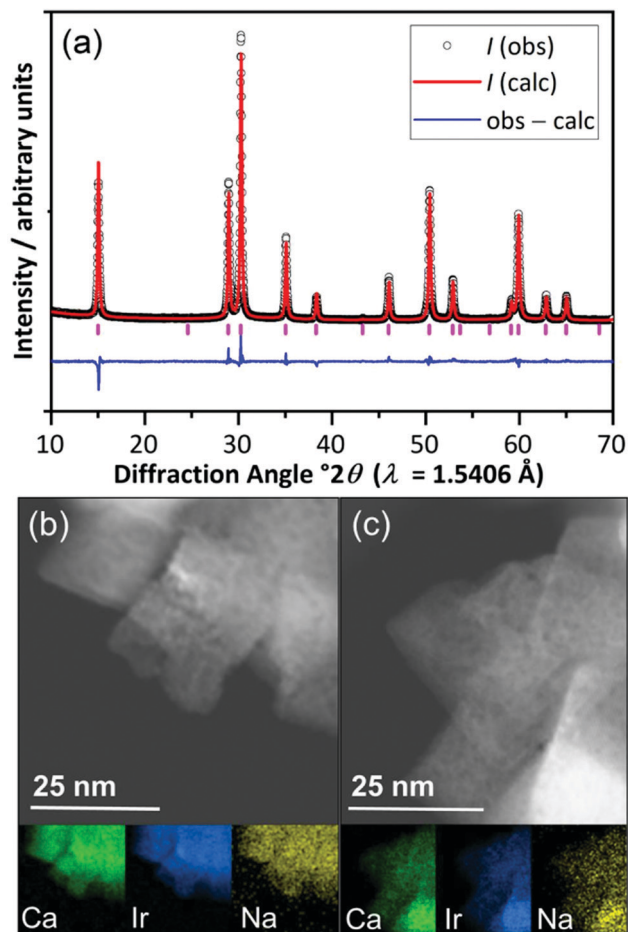 (a)
I (obs)
I (calc)
obs – calc
Intensity / arbitrary units
10 20 30 40 50 60 70
Diffraction Angle °2θ (λ = 1.5406 Å)
(b)
(c)
25 nm
25 nm
Ca Ir Na
Ca Ir Na